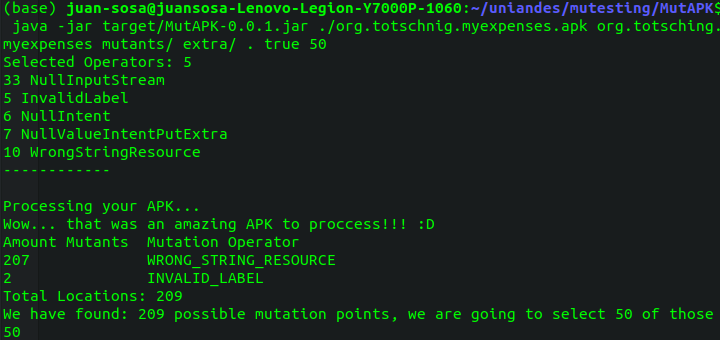 (base) juan-sosa@juansosa-Lenovo-Legion-Y7000P-1060:~/uniandes/mutesting/MutAPK$
java -jar target/MutAPK-0.0.1.jar ./org.totschnig.myexpenses.apk org.totsching.
myexpenses mutants/ extra/ . true 50
Selected Operators: 5
33 NullInputStream
5 InvalidLabel
6 NullIntent
7 NullValueIntentPutExtra
10 WrongStringResource
------------
Processing your APK...
Wow... that was an amazing APK to proccess!!! :D
Amount Mutants  Mutation Operator
207             WRONG_STRING_RESOURCE
2               INVALID_LABEL
Total Locations: 209
We have found: 209 possible mutation points, we are going to select 50 of those
50